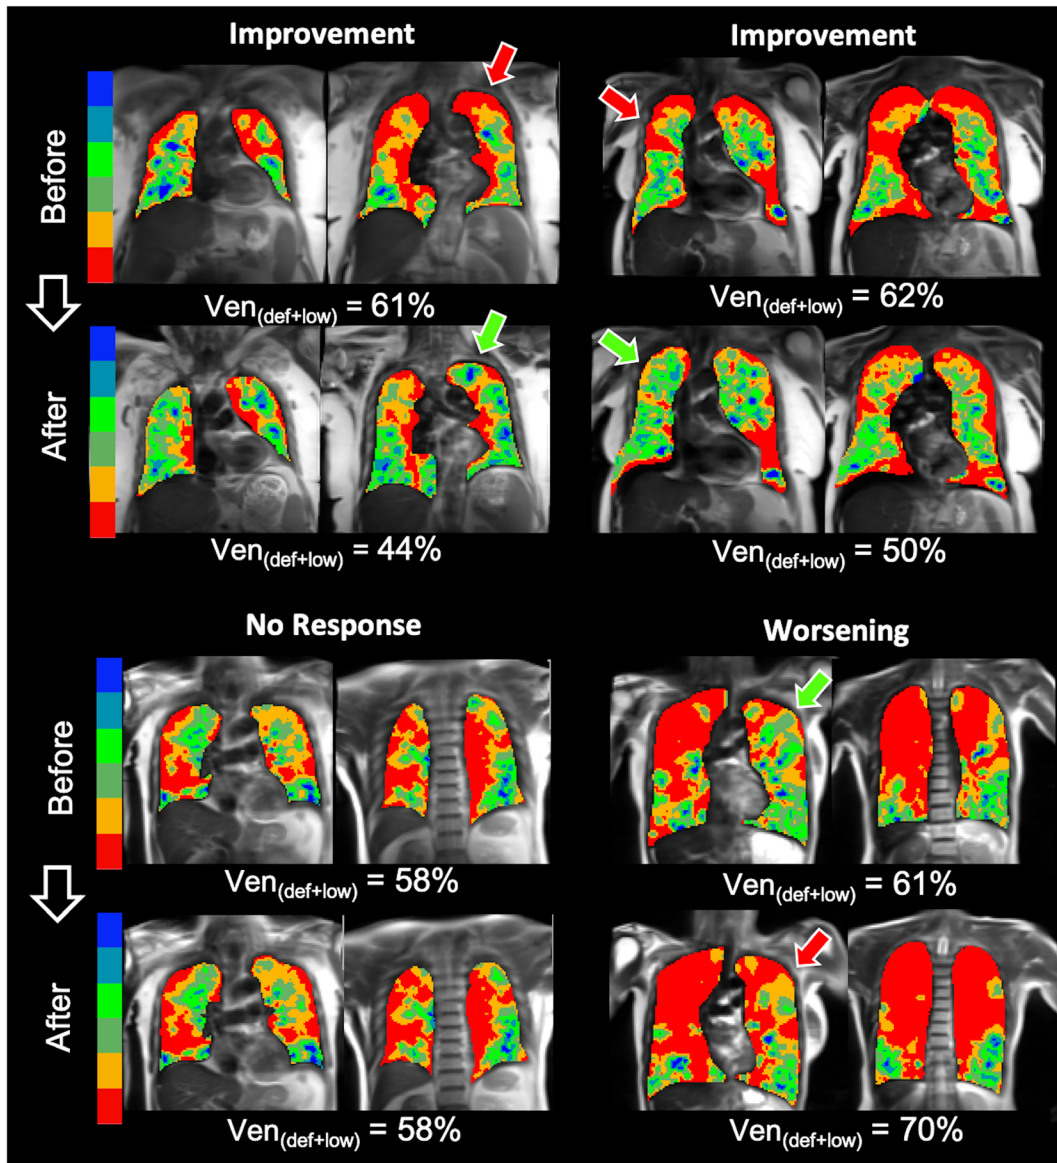 Improvement
Improvement
Before
Ven(def+low) = 61%
Ven(def+low) = 62%
After
Ven(def+low) = 44%
Ven(def+low) = 50%
No Response
Worsening
Before
Ven(def+low) = 58%
Ven(def+low) = 61%
After
Ven(def+low) = 58%
Ven(def+low) = 70%